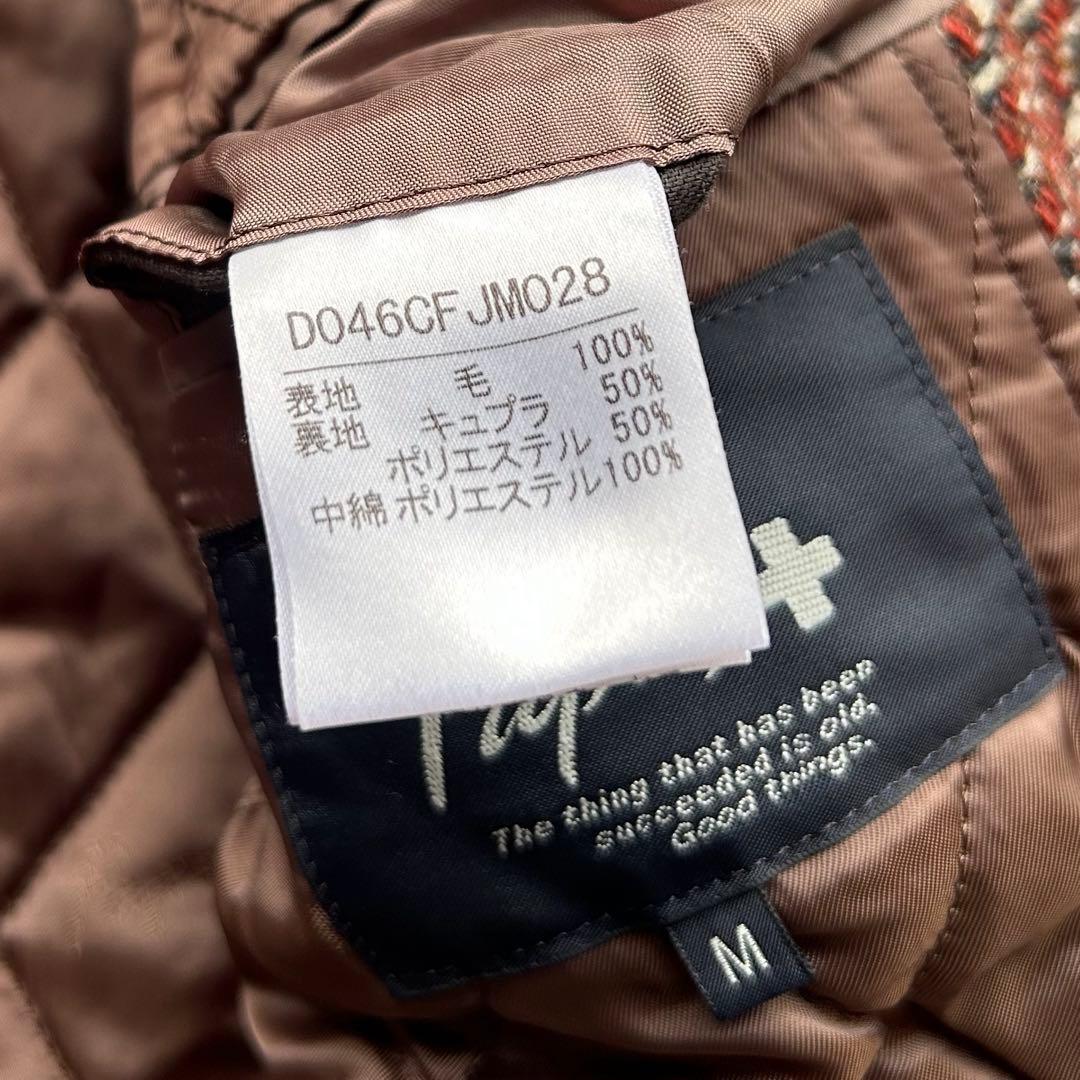 D046CFJM028
表地 毛 100%
裏地 キュプラ 50%
ポリエステル 50%
中綿 ポリエステル100%
The thing that has been
succeeded is old.
Good things.
M